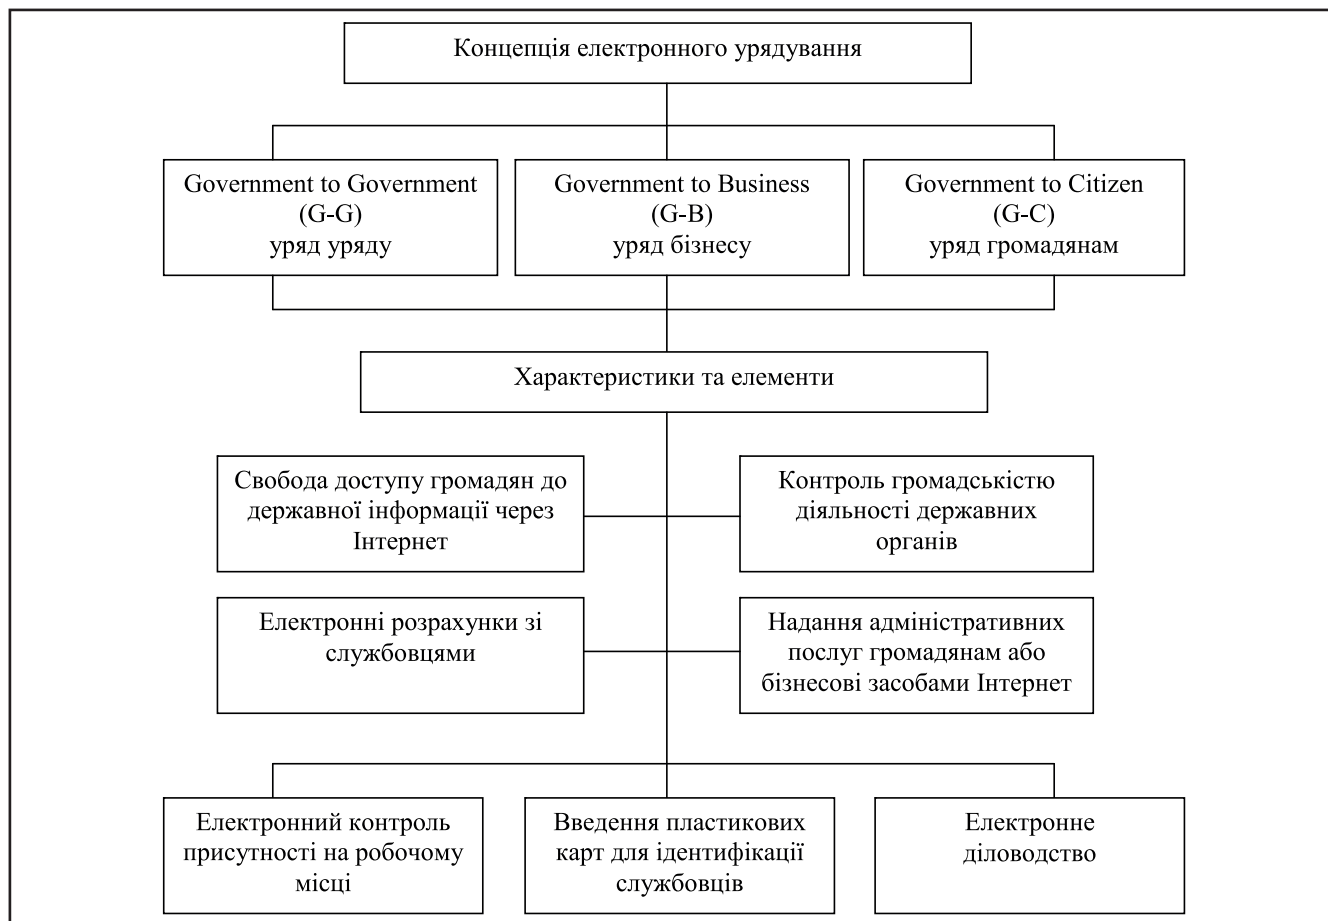 Концепція електронного урядування
Government to Government
(G-G)
уряд уряду
Government to Business
(G-B)
уряд бізнесу
Government to Citizen
(G-C)
уряд громадянам
Характеристики та елементи
Свобода доступу громадян до
державної інформації через
Інтернет
Контроль громадськістю
діяльності державних
органів
Електронні розрахунки зі
службовцями
Надання адміністративних
послуг громадянам або
бізнесові засобами Інтернет
Електронний контроль
присутності на робочому
місці
Введення пластикових
карт для ідентифікації
службовців
Електронне
діловодство